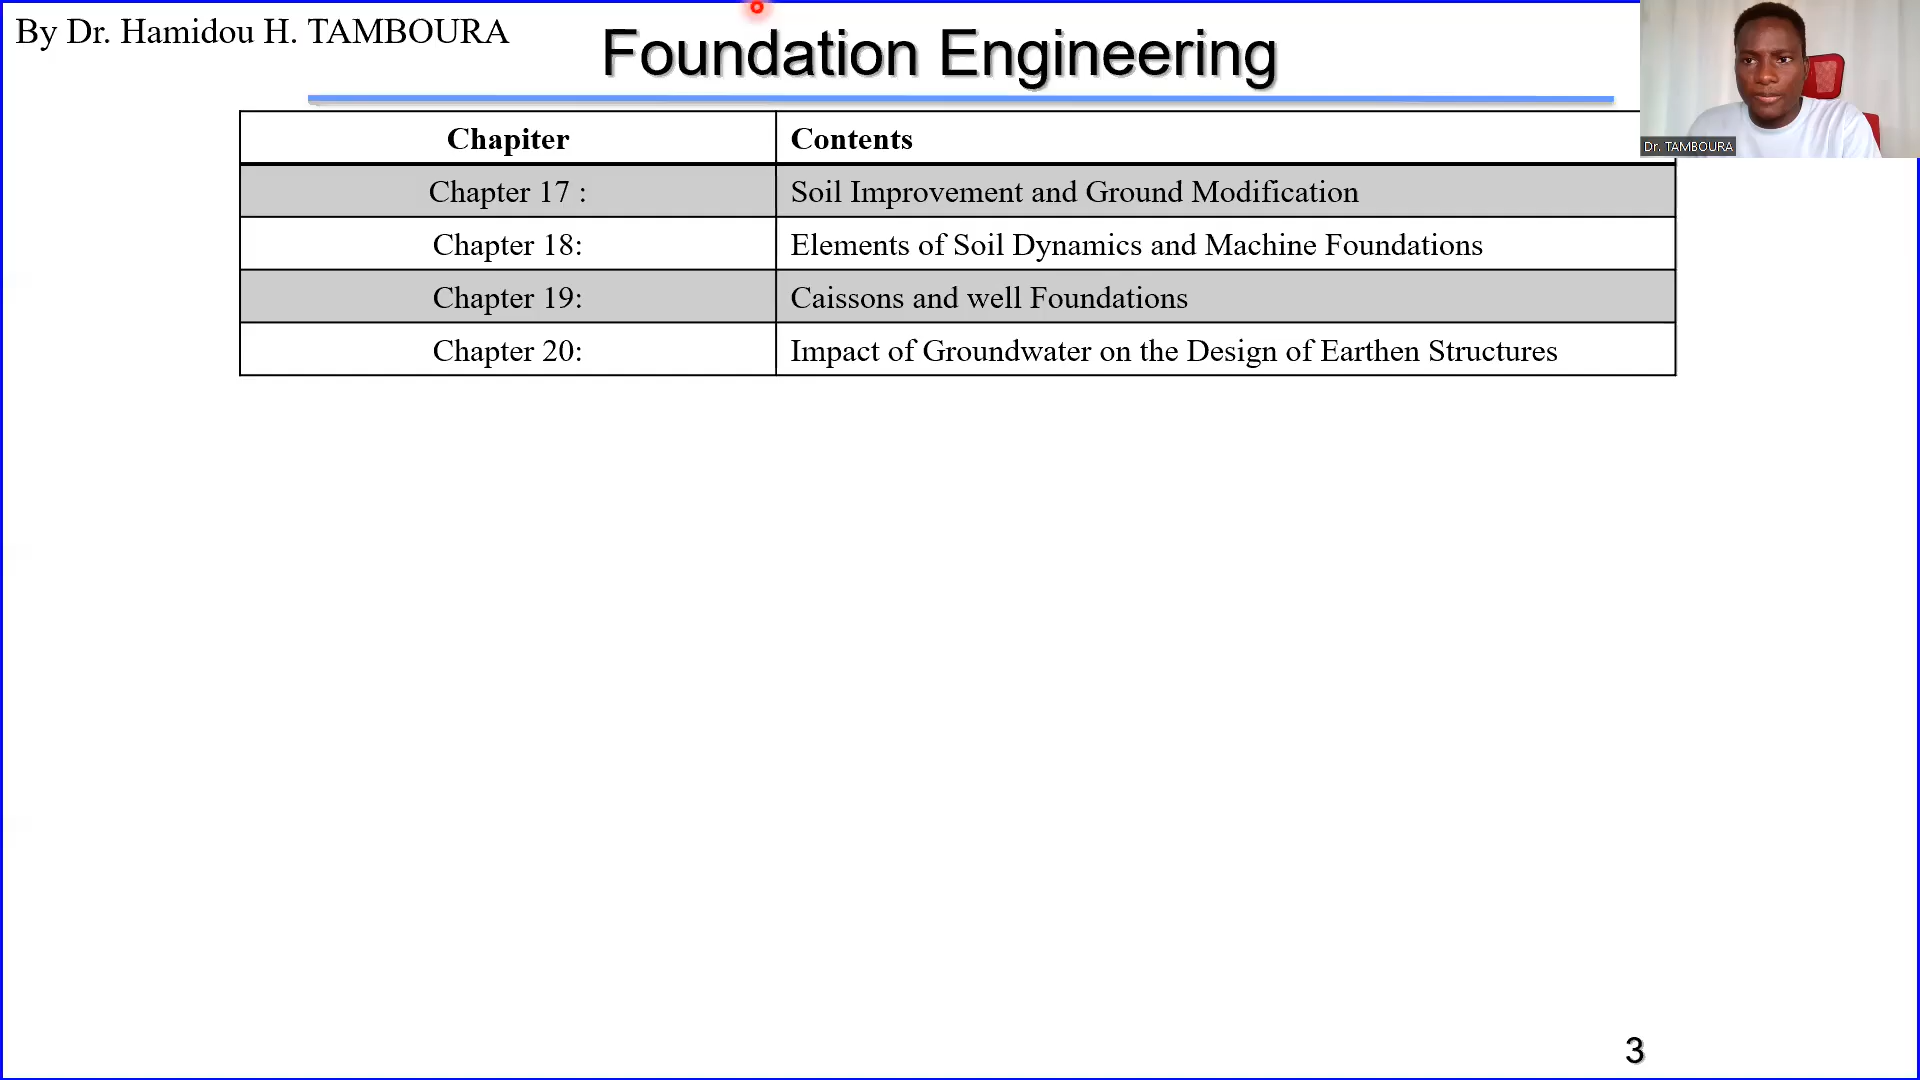 By Dr. Hamidou H. TAMBOURA
Foundation Engineering
Dr. TAMBOURA
Chapiter Contents
Chapter 17 : Soil Improvement and Ground Modification
Chapter 18: Elements of Soil Dynamics and Machine Foundations
Chapter 19: Caissons and well Foundations
Chapter 20: Impact of Groundwater on the Design of Earthen Structures
3